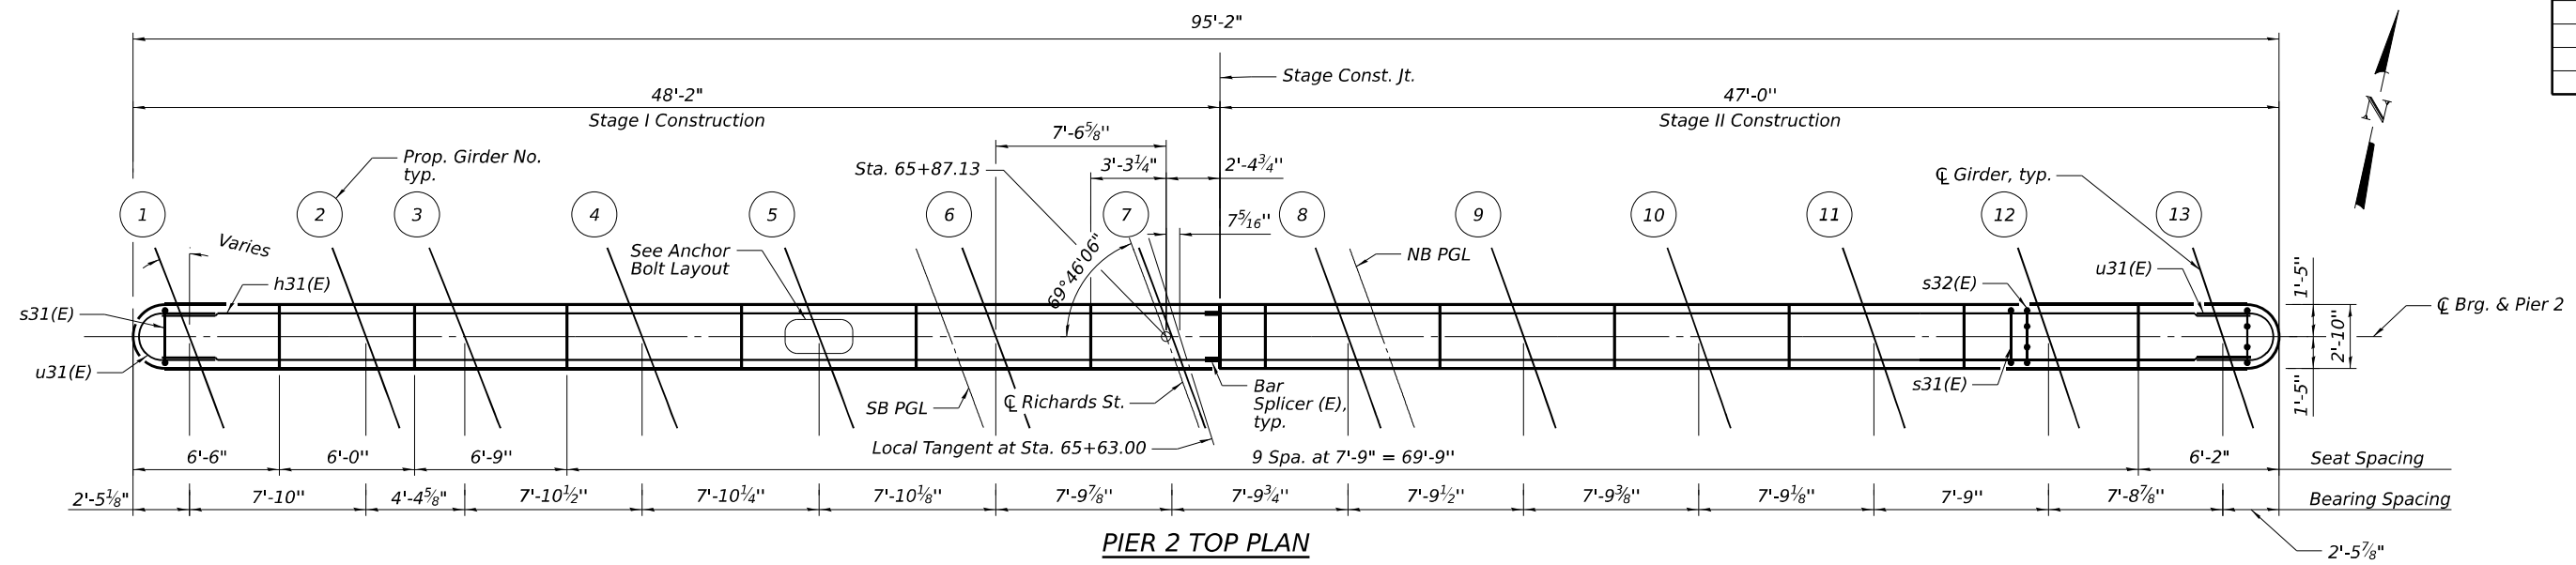 95'-2"
Stage Const. Jt.
48'-2"
47'-0"
Stage I Construction
Stage II Construction
N
7'-6⅝"
Prop. Girder No.
typ.
Sta. 65+87.13
3'-3¼"
2'-4¾"
℄ Girder, typ.
1
2
3
4
5
6
7
8
9
10
11
12
13
7⁵⁄₁₆"
Varies
See Anchor
Bolt Layout
69°46'06"
NB PGL
h31(E)
s32(E)
u31(E)
1'-5"
s31(E)
℄ Brg. & Pier 2
2'-10"
u31(E)
s31(E)
1'-5"
SB PGL
℄ Richards St.
Bar
Splicer (E),
typ.
Local Tangent at Sta. 65+63.00
6'-6"
6'-0"
6'-9"
9 Spa. at 7'-9" = 69'-9"
6'-2"
Seat Spacing
2'-5⅛"
7'-10"
4'-4⅝"
7'-10½"
7'-10¼"
7'-10⅛"
7'-9⅞"
7'-9¾"
7'-9½"
7'-9⅜"
7'-9⅛"
7'-9"
7'-8⅞"
Bearing Spacing
2'-5⅞"
PIER 2 TOP PLAN